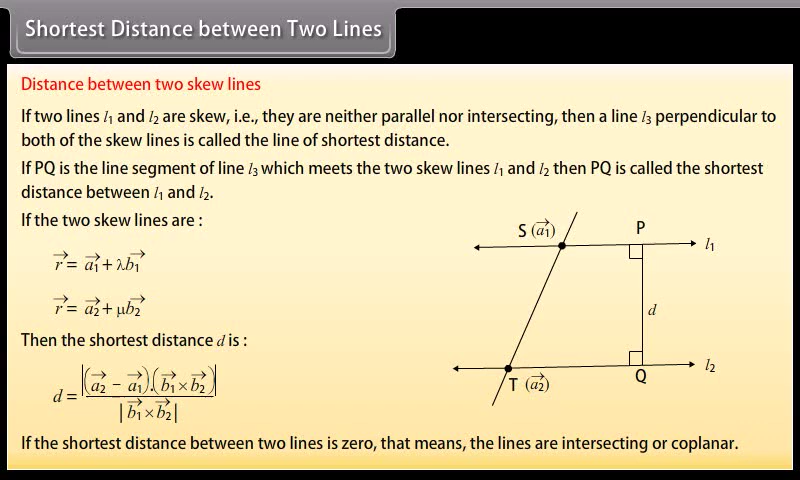 Shortest Distance between Two Lines
Distance between two skew lines
If two lines l₁ and l₂ are skew, i.e., they are neither parallel nor intersecting, then a line l₃ perpendicular to
both of the skew lines is called the line of shortest distance.
If PQ is the line segment of line l₃ which meets the two skew lines l₁ and l₂ then PQ is called the shortest
distance between l₁ and l₂.
If the two skew lines are :
r⃗ = a⃗₁ + λb⃗₁
r⃗ = a⃗₂ + μb⃗₂
Then the shortest distance d is :
d = |(a⃗₂ − a⃗₁).(b⃗₁ × b⃗₂)| / |b⃗₁ × b⃗₂|
S (a⃗₁)
P
l₁
d
l₂
T (a⃗₂)
Q
If the shortest distance between two lines is zero, that means, the lines are intersecting or coplanar.